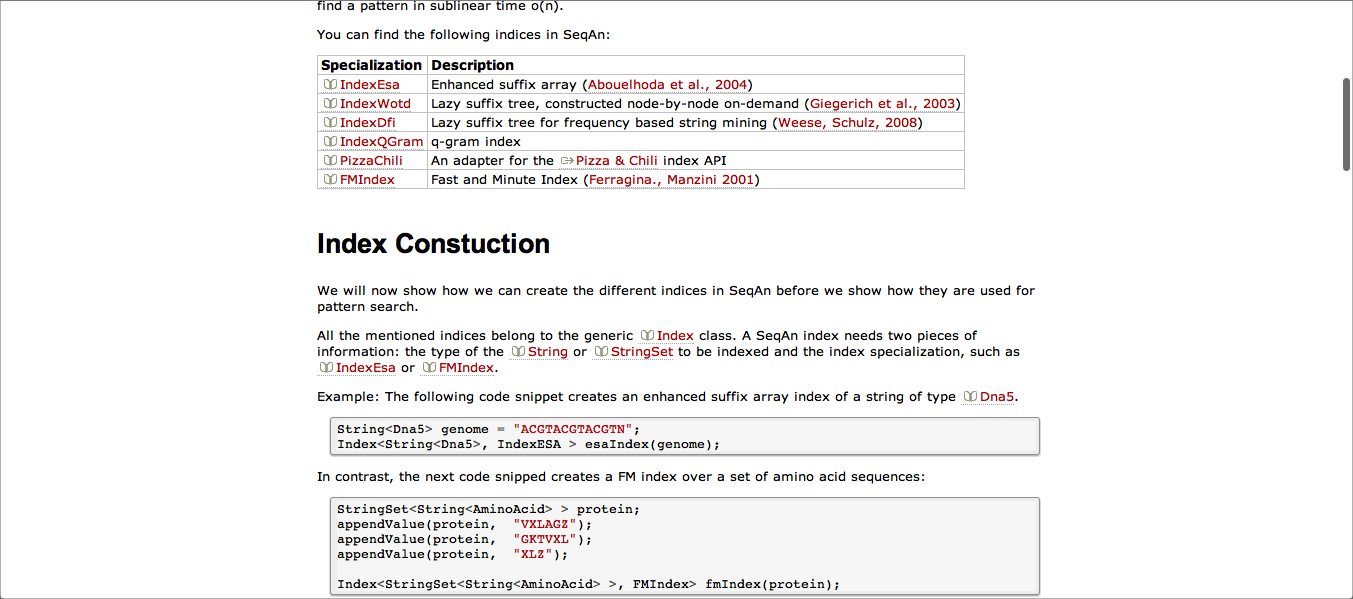 find a pattern in sublinear time o(n).
You can find the following indices in SeqAn:
Specialization Description
IndexEsa Enhanced suffix array (Abouelhoda et al., 2004)
IndexWotd Lazy suffix tree, constructed node-by-node on-demand (Giegerich et al., 2003)
IndexDfi Lazy suffix tree for frequency based string mining (Weese, Schulz, 2008)
IndexQGram q-gram index
PizzaChili An adapter for the Pizza & Chili index API
FMIndex Fast and Minute Index (Ferragina., Manzini 2001)
Index Constuction
We will now show how we can create the different indices in SeqAn before we show how they are used for
pattern search.
All the mentioned indices belong to the generic Index class. A SeqAn index needs two pieces of
information: the type of the String or StringSet to be indexed and the index specialization, such as
IndexEsa or FMIndex.
Example: The following code snippet creates an enhanced suffix array index of a string of type Dna5.
String<Dna5> genome = "ACGTACGTACGTN";
Index<String<Dna5>, IndexESA > esaIndex(genome);
In contrast, the next code snipped creates a FM index over a set of amino acid sequences:
StringSet<String<AminoAcid> > protein;
appendValue(protein, "VXLAGZ");
appendValue(protein, "GKTVXL");
appendValue(protein, "XLZ");
Index<StringSet<String<AminoAcid> >, FMIndex> fmIndex(protein);